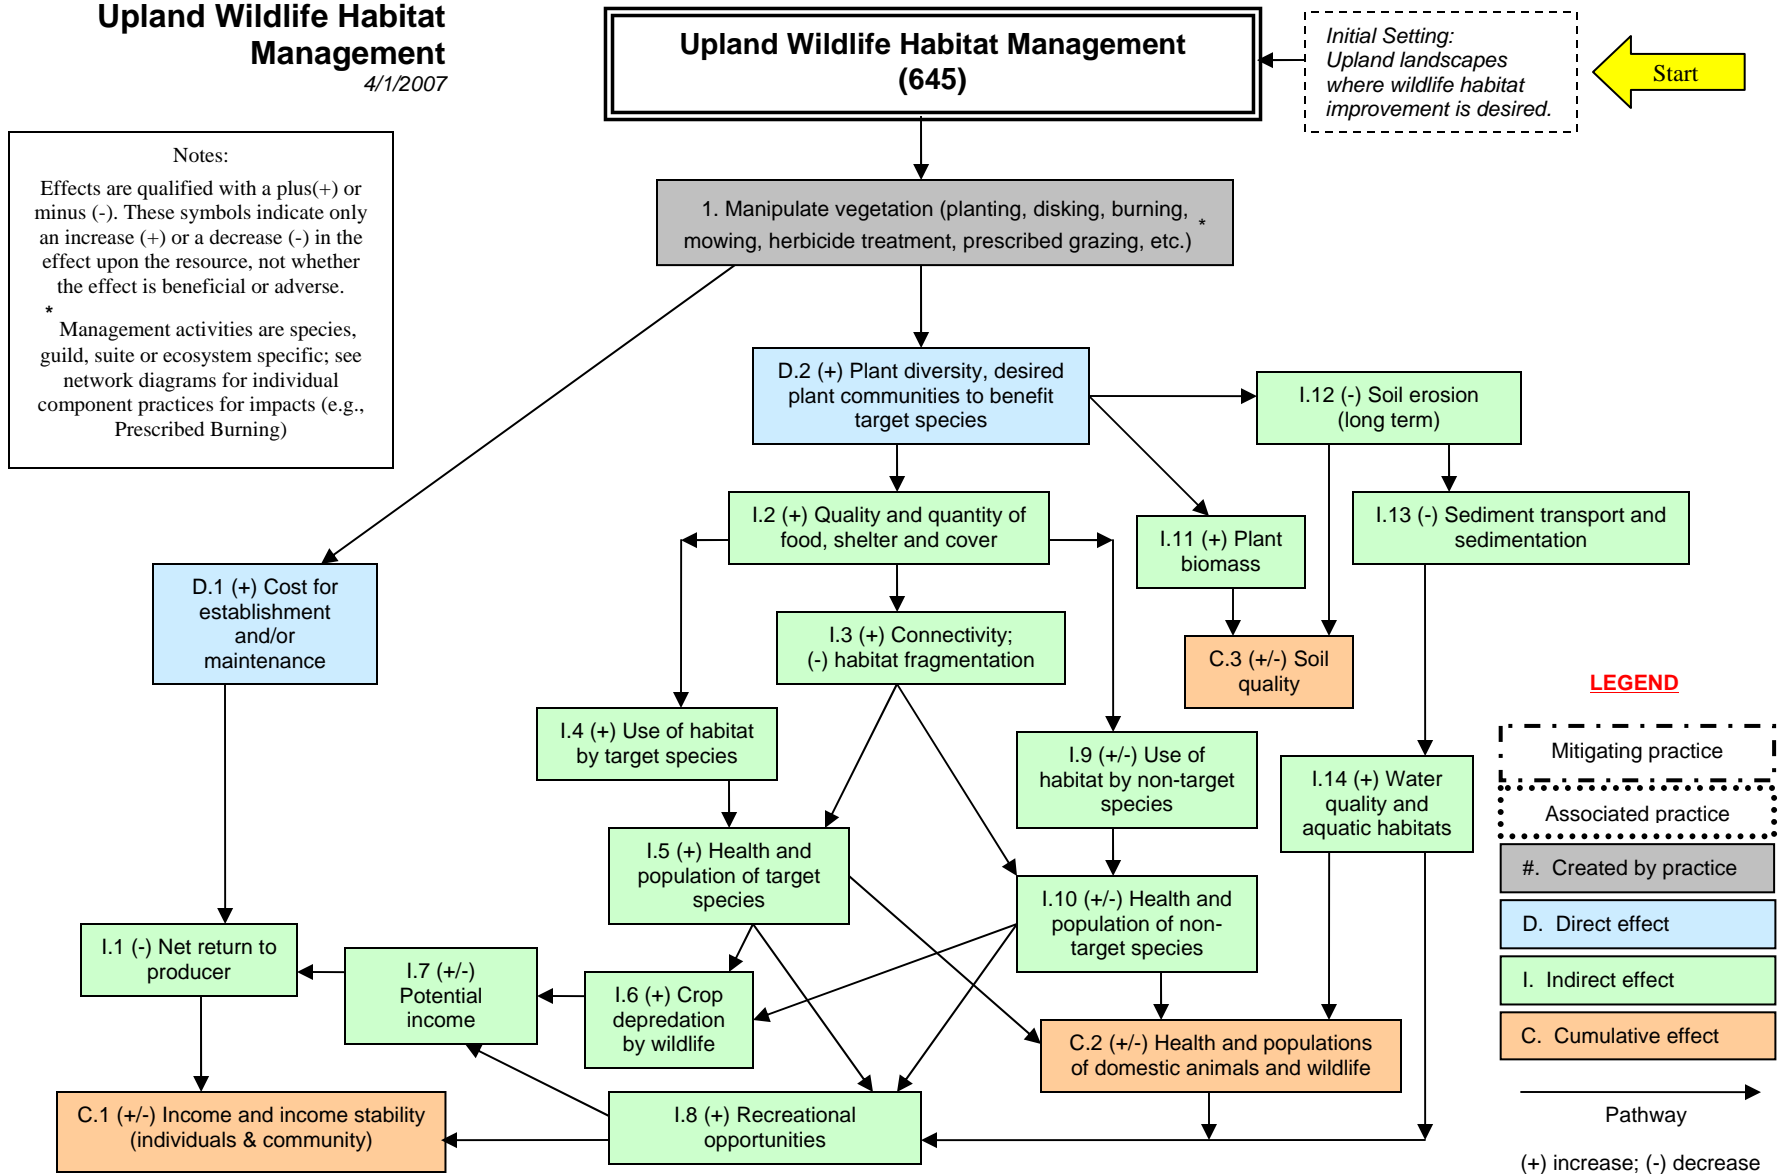 Upland Wildlife Habitat
Management
4/1/2007
Upland Wildlife Habitat Management
(645)
Initial Setting:
Upland landscapes
where wildlife habitat
improvement is desired.
Start
Notes:
Effects are qualified with a plus(+) or
minus (-). These symbols indicate only
an increase (+) or a decrease (-) in the
effect upon the resource, not whether
the effect is beneficial or adverse.
*
Management activities are species,
guild, suite or ecosystem specific; see
network diagrams for individual
component practices for impacts (e.g.,
Prescribed Burning)
1. Manipulate vegetation (planting, disking, burning,
mowing, herbicide treatment, prescribed grazing, etc.) *
D.2 (+) Plant diversity, desired
plant communities to benefit
target species
I.12 (-) Soil erosion
(long term)
I.2 (+) Quality and quantity of
food, shelter and cover
I.11 (+) Plant
biomass
I.13 (-) Sediment transport and
sedimentation
D.1 (+) Cost for
establishment
and/or
maintenance
I.3 (+) Connectivity;
(-) habitat fragmentation
C.3 (+/-) Soil
quality
I.4 (+) Use of habitat
by target species
I.9 (+/-) Use of
habitat by non-target
species
I.14 (+) Water
quality and
aquatic habitats
I.5 (+) Health and
population of target
species
I.10 (+/-) Health and
population of non-
target species
I.1 (-) Net return to
producer
I.7 (+/-)
Potential
income
I.6 (+) Crop
depredation
by wildlife
C.2 (+/-) Health and populations
of domestic animals and wildlife
C.1 (+/-) Income and income stability
(individuals & community)
I.8 (+) Recreational
opportunities
LEGEND
Mitigating practice
Associated practice
#. Created by practice
D. Direct effect
I. Indirect effect
C. Cumulative effect
Pathway
(+) increase; (-) decrease